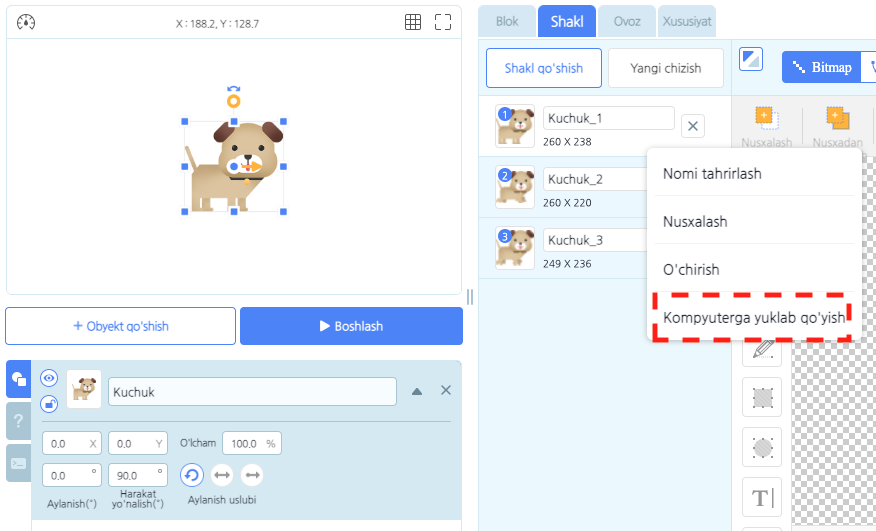 X : 188.2, Y : 128.7
Blok
Shakl
Ovoz
Xususiyat
Shakl qo'shish
Yangi chizish
Bitmap
1
Kuchuk_1
260 X 238
2
Kuchuk_2
260 X 220
3
Kuchuk_3
249 X 236
Nusxalash
Nusxadan
Nomi tahrirlash
Nusxalash
O'chirish
Kompyuterga yuklab qo'yish
T
+ Obyekt qo'shish
Boshlash
Kuchuk
0.0 X
0.0 Y
O'lcham
100.0 %
0.0 °
90.0 °
Aylanish(°)
Harakat
yo'nalish(°)
Aylanish uslubi
?